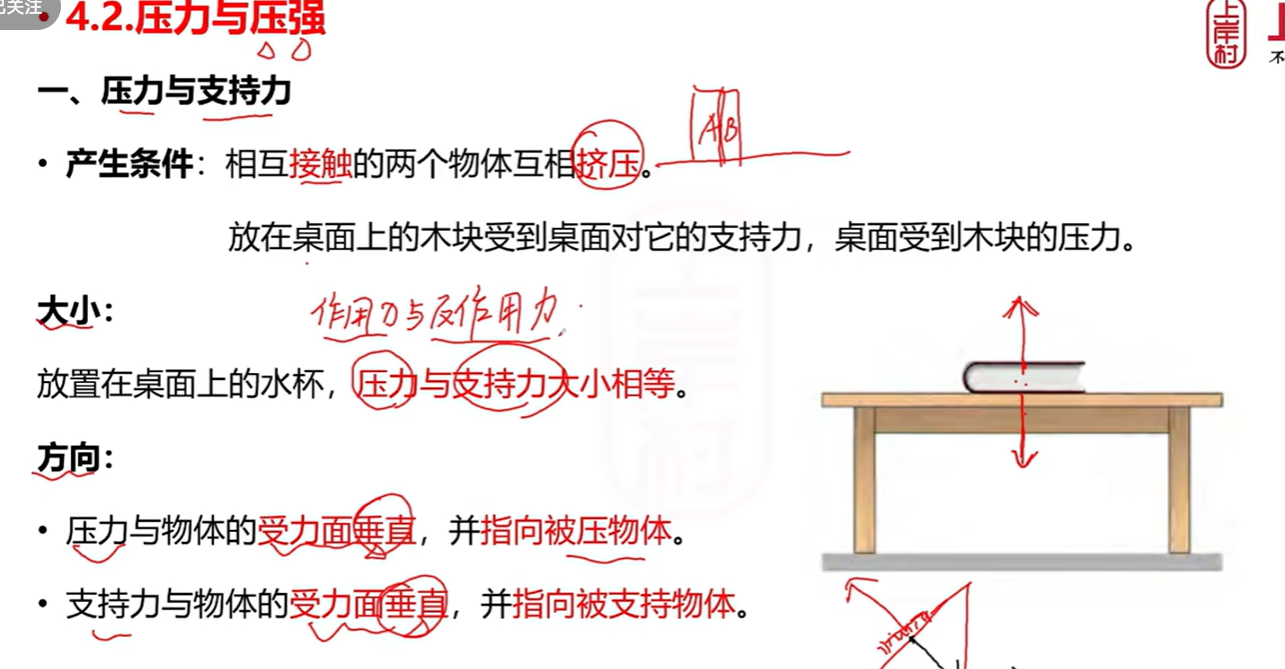 已关注
• 4.2.压力与压强
上岸村
不
一、压力与支持力
AB
• 产生条件：相互接触的两个物体互相挤压。
放在桌面上的木块受到桌面对它的支持力，桌面受到木块的压力。
大小：
作用力与反作用力
放置在桌面上的水杯，压力与支持力大小相等。
方向：
• 压力与物体的受力面垂直，并指向被压物体。
• 支持力与物体的受力面垂直，并指向被支持物体。